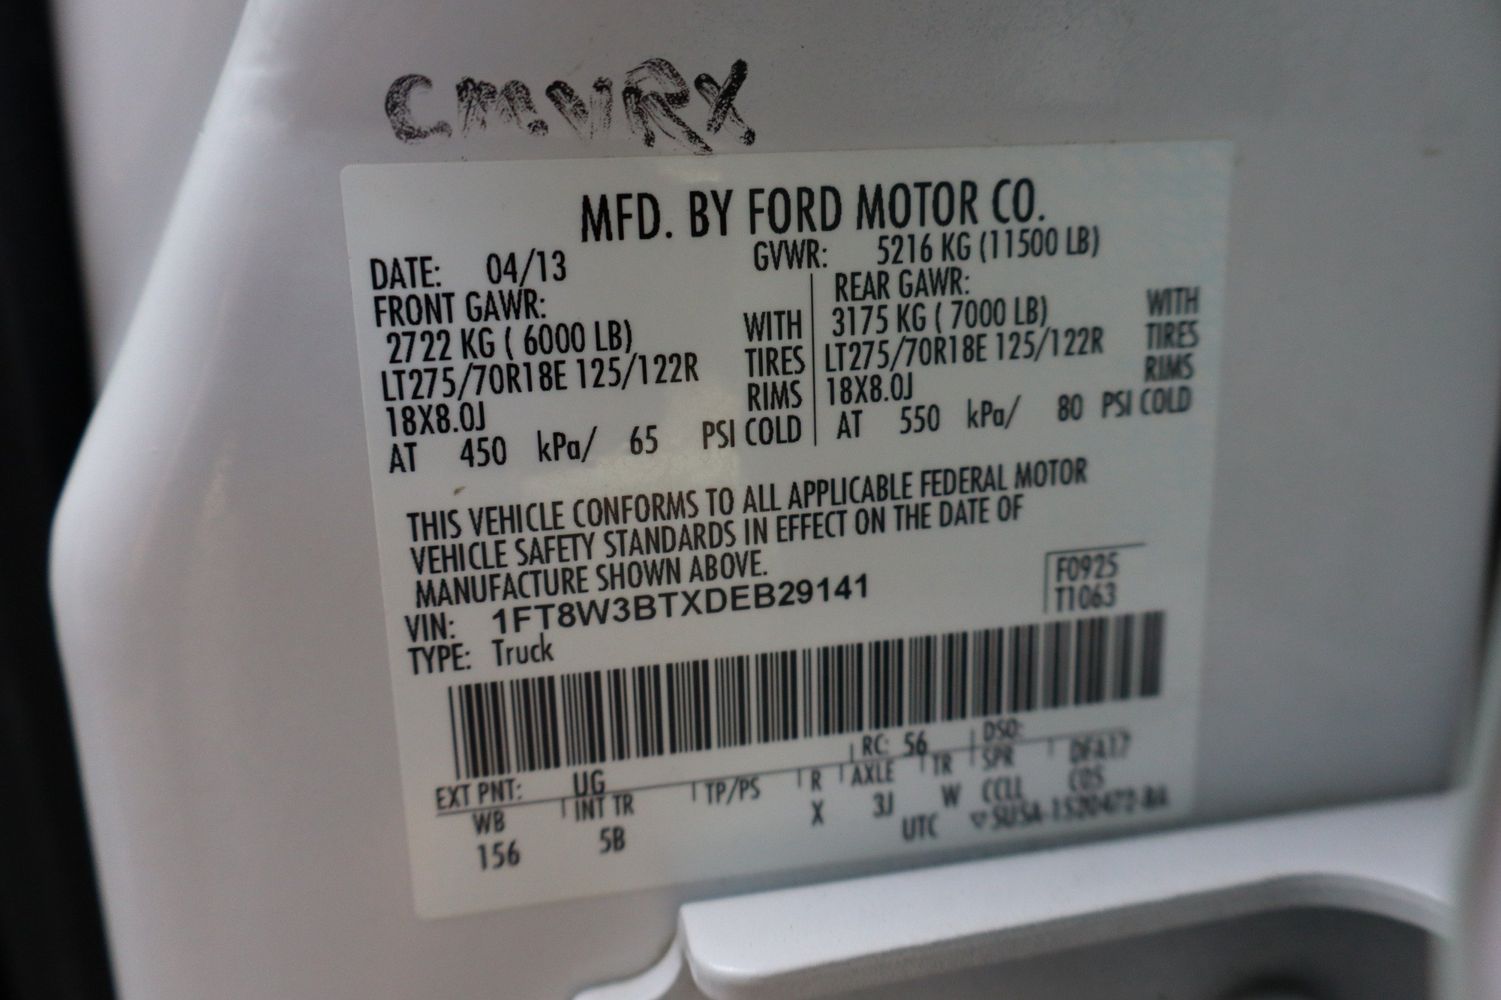 CMVRX
MFD. BY FORD MOTOR CO.
DATE: 04/13 GVWR: 5216 KG (11500 LB)
FRONT GAWR: REAR GAWR:
2722 KG ( 6000 LB) WITH 3175 KG ( 7000 LB) WITH
LT275/70R18E 125/122R TIRES LT275/70R18E 125/122R TIRES
18X8.0J RIMS 18X8.0J RIMS
AT 450 kPa/ 65 PSI COLD AT 550 kPa/ 80 PSI COLD
THIS VEHICLE CONFORMS TO ALL APPLICABLE FEDERAL MOTOR
VEHICLE SAFETY STANDARDS IN EFFECT ON THE DATE OF
MANUFACTURE SHOWN ABOVE.
F0925
VIN: 1FT8W3BTXDEB29141 T1063
TYPE: Truck
EXT PNT: UG RC: 56 DSO:
WB INT TR TP/PS R AXLE TR SPR DFA17
156 5B X 3J W CCLL COS
UTC